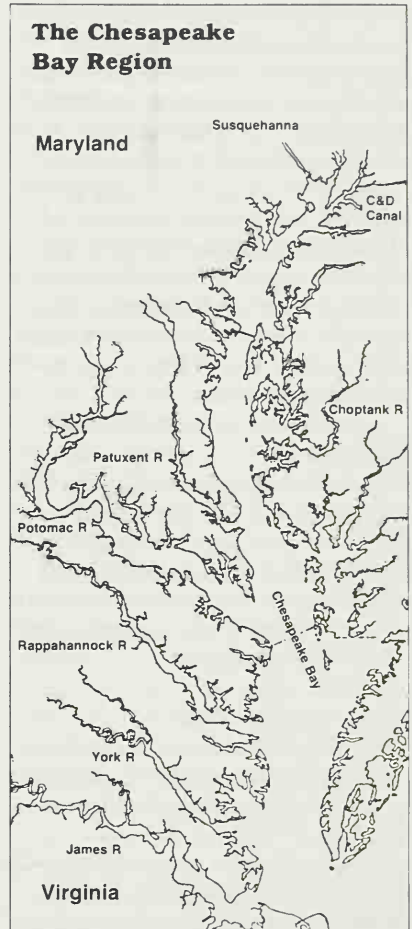 The Chesapeake
Bay Region
Maryland
Susquehanna
C&D
Canal
Choptank R
Patuxent R
Potomac R
Chesapeake Bay
Rappahannock R
York R
James R
Virginia